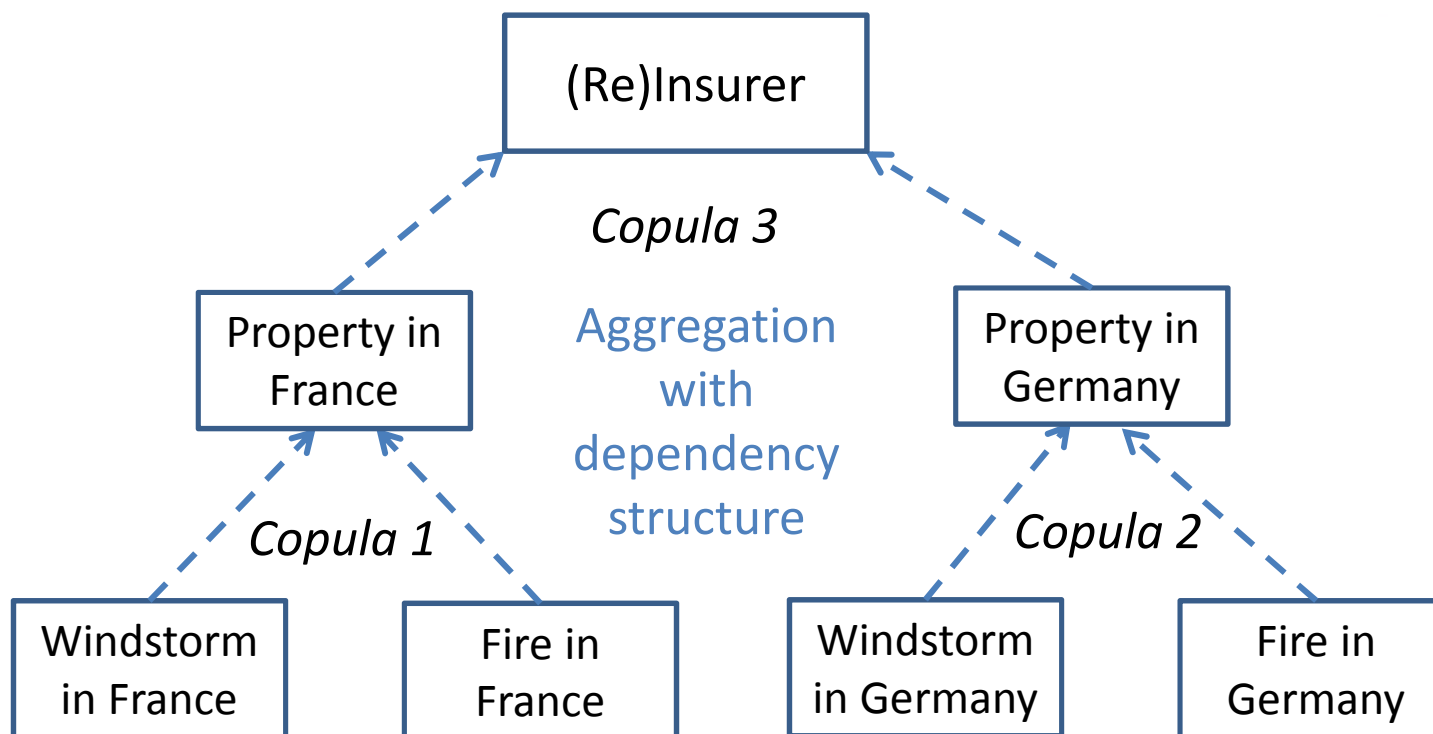 (Re)Insurer
Copula 3
Property in
France
Aggregation
with
dependency
structure
Property in
Germany
Copula 1
Copula 2
Windstorm
in France
Fire in
France
Windstorm
in Germany
Fire in
Germany